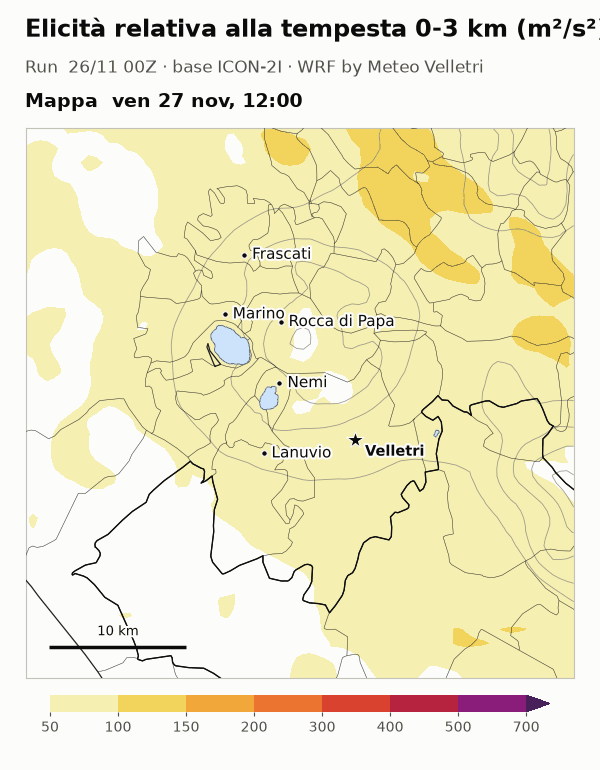 Elicità relativa alla tempesta 0-3 km (m²/s²)
Run  26/11 00Z · base ICON-2I · WRF by Meteo Velletri
Mappa  ven 27 nov, 12:00
Frascati
Marino
Rocca di Papa
Nemi
Velletri
Lanuvio
10 km
50 100 150 200 300 400 500 700